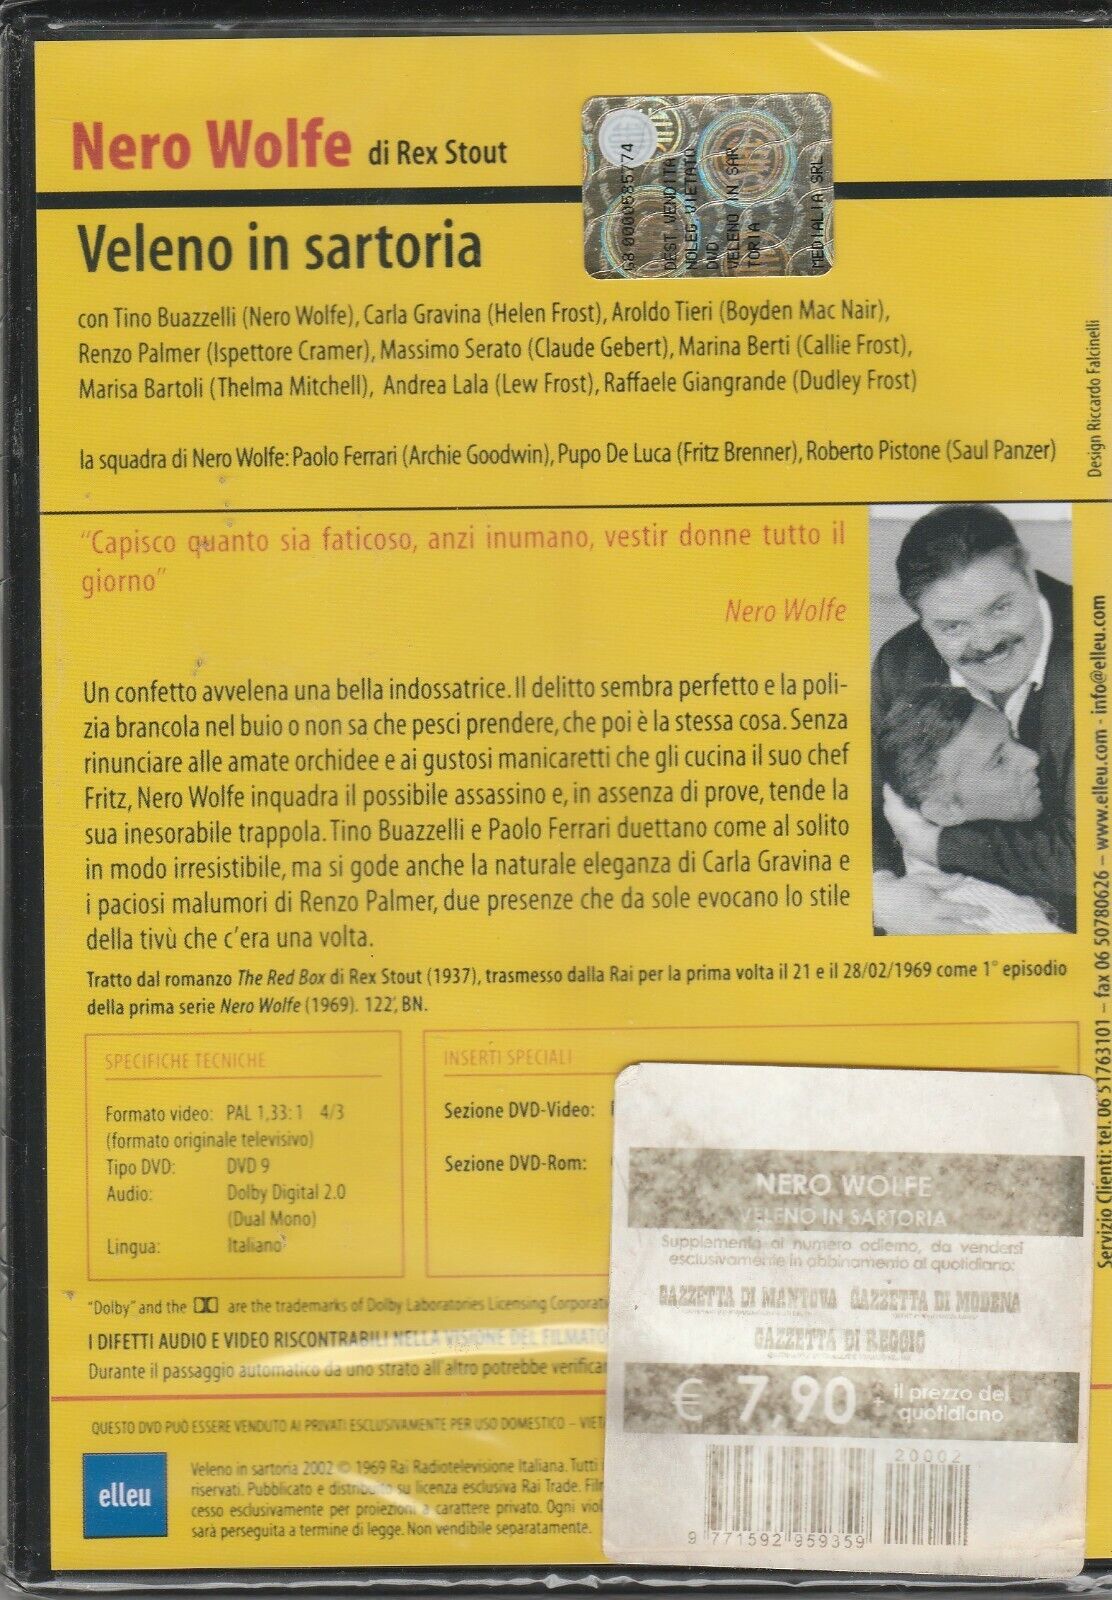 Nero Wolfe di Rex Stout
G8 0000585774
DEST VENDITA
NOLEG VIETATO
DVD
VELENO IN SAR
TORIA
MEDIALIA SRL
Veleno in sartoria
con Tino Buazzelli (Nero Wolfe), Carla Gravina (Helen Frost), Aroldo Tieri (Boyden Mac Nair),
Renzo Palmer (Ispettore Cramer), Massimo Serato (Claude Gebert), Marina Berti (Callie Frost),
Marisa Bartoli (Thelma Mitchell), Andrea Lala (Lew Frost), Raffaele Giangrande (Dudley Frost)
la squadra di Nero Wolfe: Paolo Ferrari (Archie Goodwin), Pupo De Luca (Fritz Brenner), Roberto Pistone (Saul Panzer)
Design Riccardo Falcinelli
"Capisco quanto sia faticoso, anzi inumano, vestir donne tutto il
giorno"
Nero Wolfe
Un confetto avvelena una bella indossatrice. Il delitto sembra perfetto e la poli-
zia brancola nel buio o non sa che pesci prendere, che poi è la stessa cosa. Senza
rinunciare alle amate orchidee e ai gustosi manicaretti che gli cucina il suo chef
Fritz, Nero Wolfe inquadra il possibile assassino e, in assenza di prove, tende la
sua inesorabile trappola. Tino Buazzelli e Paolo Ferrari duettano come al solito
in modo irresistibile, ma si gode anche la naturale eleganza di Carla Gravina e
i paciosi malumori di Renzo Palmer, due presenze che da sole evocano lo stile
della tivù che c'era una volta.
Tratto dal romanzo The Red Box di Rex Stout (1937), trasmesso dalla Rai per la prima volta il 21 e il 28/02/1969 come 1° episodio
della prima serie Nero Wolfe (1969). 122', BN.
SPECIFICHE TECNICHE
Formato video: PAL 1,33:1 4/3
(formato originale televisivo)
Tipo DVD: DVD 9
Audio: Dolby Digital 2.0
(Dual Mono)
Lingua: Italiano
INSERTI SPECIALI
Sezione DVD-Video:
Sezione DVD-Rom:
Servizio Clienti: tel. 06 51763101 – fax 06 50780626 – www.elleu.com - info@elleu.com
NERO WOLFE
VELENO IN SARTORIA
Supplemento al numero odierno, da vendersi
esclusivamente in abbinamento al quotidiano:
GAZZETTA DI MANTOVA GAZZETTA DI MODENA
GAZZETTA DI REGGIO
€ 7,90 + il prezzo del
quotidiano
20002
9 771592 959359
"Dolby" and the are the trademarks of Dolby Laboratories Licensing Corporati
I DIFETTI AUDIO E VIDEO RISCONTRABILI NELLA VISIONE DEL FILMATO
Durante il passaggio automatico da uno strato all'altro potrebbe verificar
QUESTO DVD PUÒ ESSERE VENDUTO AI PRIVATI ESCLUSIVAMENTE PER USO DOMESTICO – VIETA
elleu
Veleno in sartoria 2002 © 1969 Rai Radiotelevisione Italiana. Tutti
riservati. Pubblicato e distribuito su licenza esclusiva Rai Trade. Film
cesso esclusivamente per proiezioni a carattere privato. Ogni viol
sarà perseguita a termine di legge. Non vendibile separatamente.